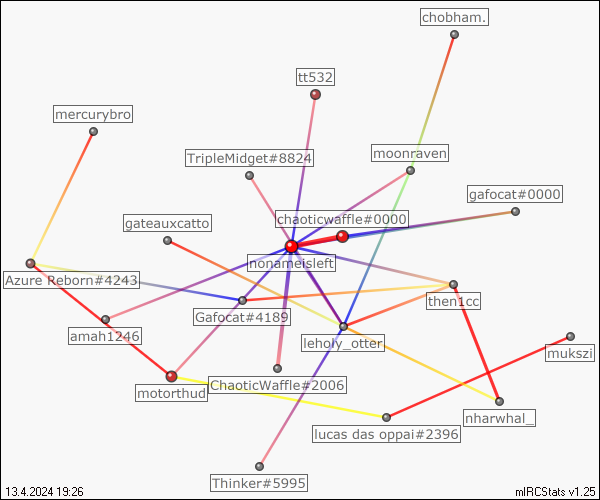 chobham.
tt532
mercurybro
TripleMidget#8824
moonraven
gafocat#0000
gateauxcatto
chaoticwaffle#0000
nonameisleft
Azure Reborn#4243
then1cc
Gafocat#4189
amah1246
leholy_otter
mukszi
motorthud
ChaoticWaffle#2006
nharwhal_
lucas das oppai#2396
Thinker#5995
13.4.2024 19:26
mIRCStats v1.25